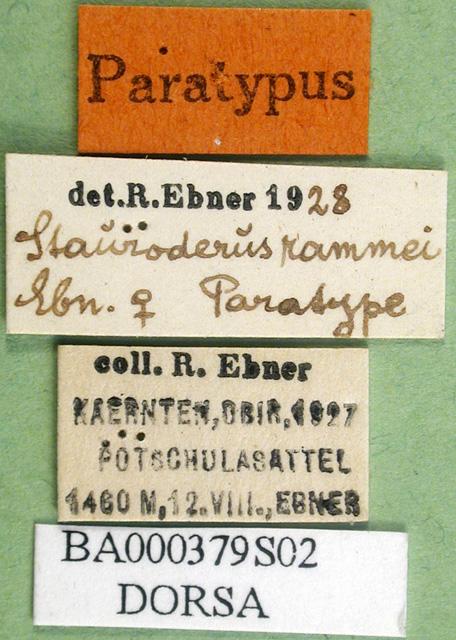 Paratypus
det. R. Ebner 1928
Stauroderus rammei
Ebn. ♀ Paratype
coll. R. Ebner
KAERNTEN, OBIR, 1927
POTSCHULASATTEL
1460 M, 12. VIII., EBNER
BA000379S02
DORSA